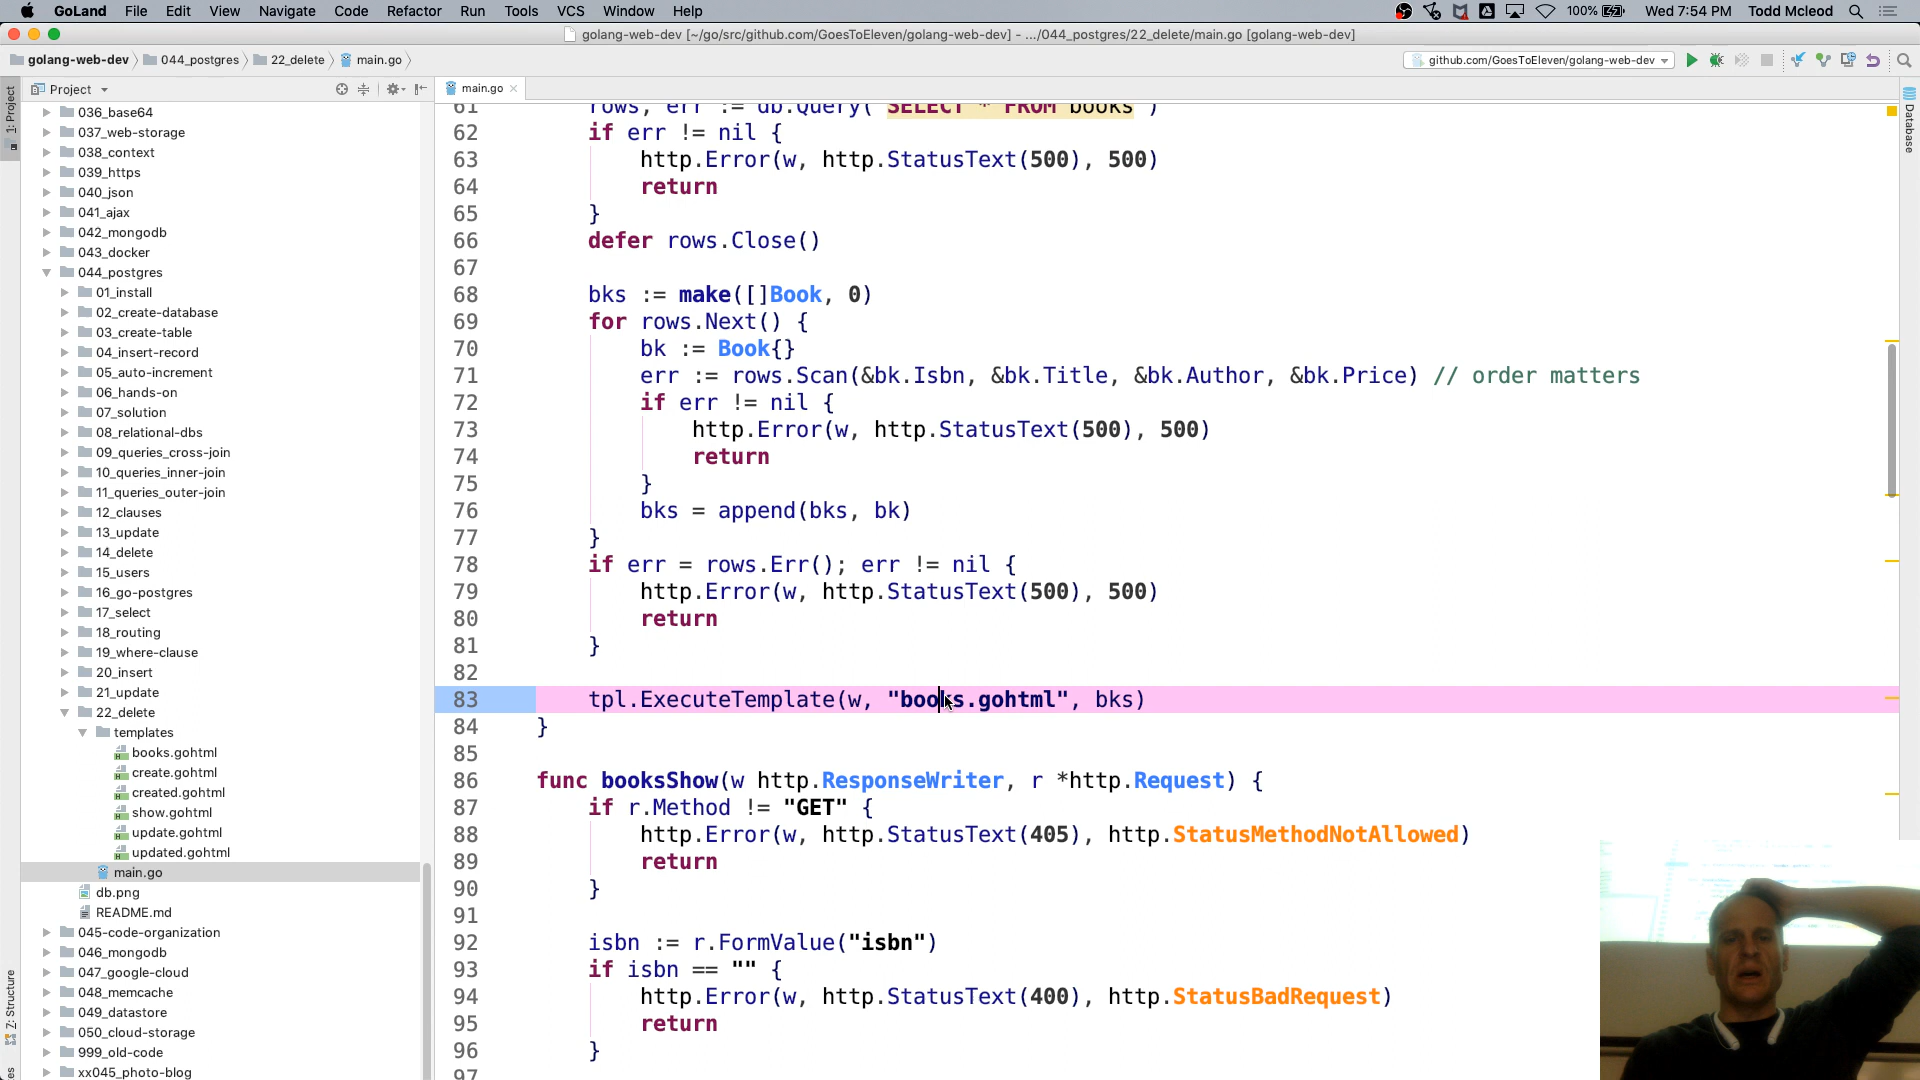 GoLand File Edit View Navigate Code Refactor Run Tools VCS Window Help 100% Wed 7:54 PM Todd Mcleod
golang-web-dev [~/go/src/github.com/GoesToEleven/golang-web-dev] - .../044_postgres/22_delete/main.go [golang-web-dev]
golang-web-dev 044_postgres 22_delete main.go github.com/GoesToEleven/golang-web-dev
1: Project
Project
main.go
Database
036_base64
037_web-storage
038_context
039_https
040_json
041_ajax
042_mongodb
043_docker
044_postgres
01_install
02_create-database
03_create-table
04_insert-record
05_auto-increment
06_hands-on
07_solution
08_relational-dbs
09_queries_cross-join
10_queries_inner-join
11_queries_outer-join
12_clauses
13_update
14_delete
15_users
16_go-postgres
17_select
18_routing
19_where-clause
20_insert
21_update
22_delete
templates
books.gohtml
create.gohtml
created.gohtml
show.gohtml
update.gohtml
updated.gohtml
main.go
db.png
README.md
045-code-organization
046_mongodb
047_google-cloud
048_memcache
049_datastore
050_cloud-storage
999_old-code
xx045_photo-blog
Z: Structure
61 rows, err := db.Query("SELECT * FROM books")
62 if err != nil {
63 http.Error(w, http.StatusText(500), 500)
64 return
65 }
66 defer rows.Close()
67
68 bks := make([]Book, 0)
69 for rows.Next() {
70 bk := Book{}
71 err := rows.Scan(&bk.Isbn, &bk.Title, &bk.Author, &bk.Price) // order matters
72 if err != nil {
73 http.Error(w, http.StatusText(500), 500)
74 return
75 }
76 bks = append(bks, bk)
77 }
78 if err = rows.Err(); err != nil {
79 http.Error(w, http.StatusText(500), 500)
80 return
81 }
82
83 tpl.ExecuteTemplate(w, "books.gohtml", bks)
84 }
85
86 func booksShow(w http.ResponseWriter, r *http.Request) {
87 if r.Method != "GET" {
88 http.Error(w, http.StatusText(405), http.StatusMethodNotAllowed)
89 return
90 }
91
92 isbn := r.FormValue("isbn")
93 if isbn == "" {
94 http.Error(w, http.StatusText(400), http.StatusBadRequest)
95 return
96 }
97